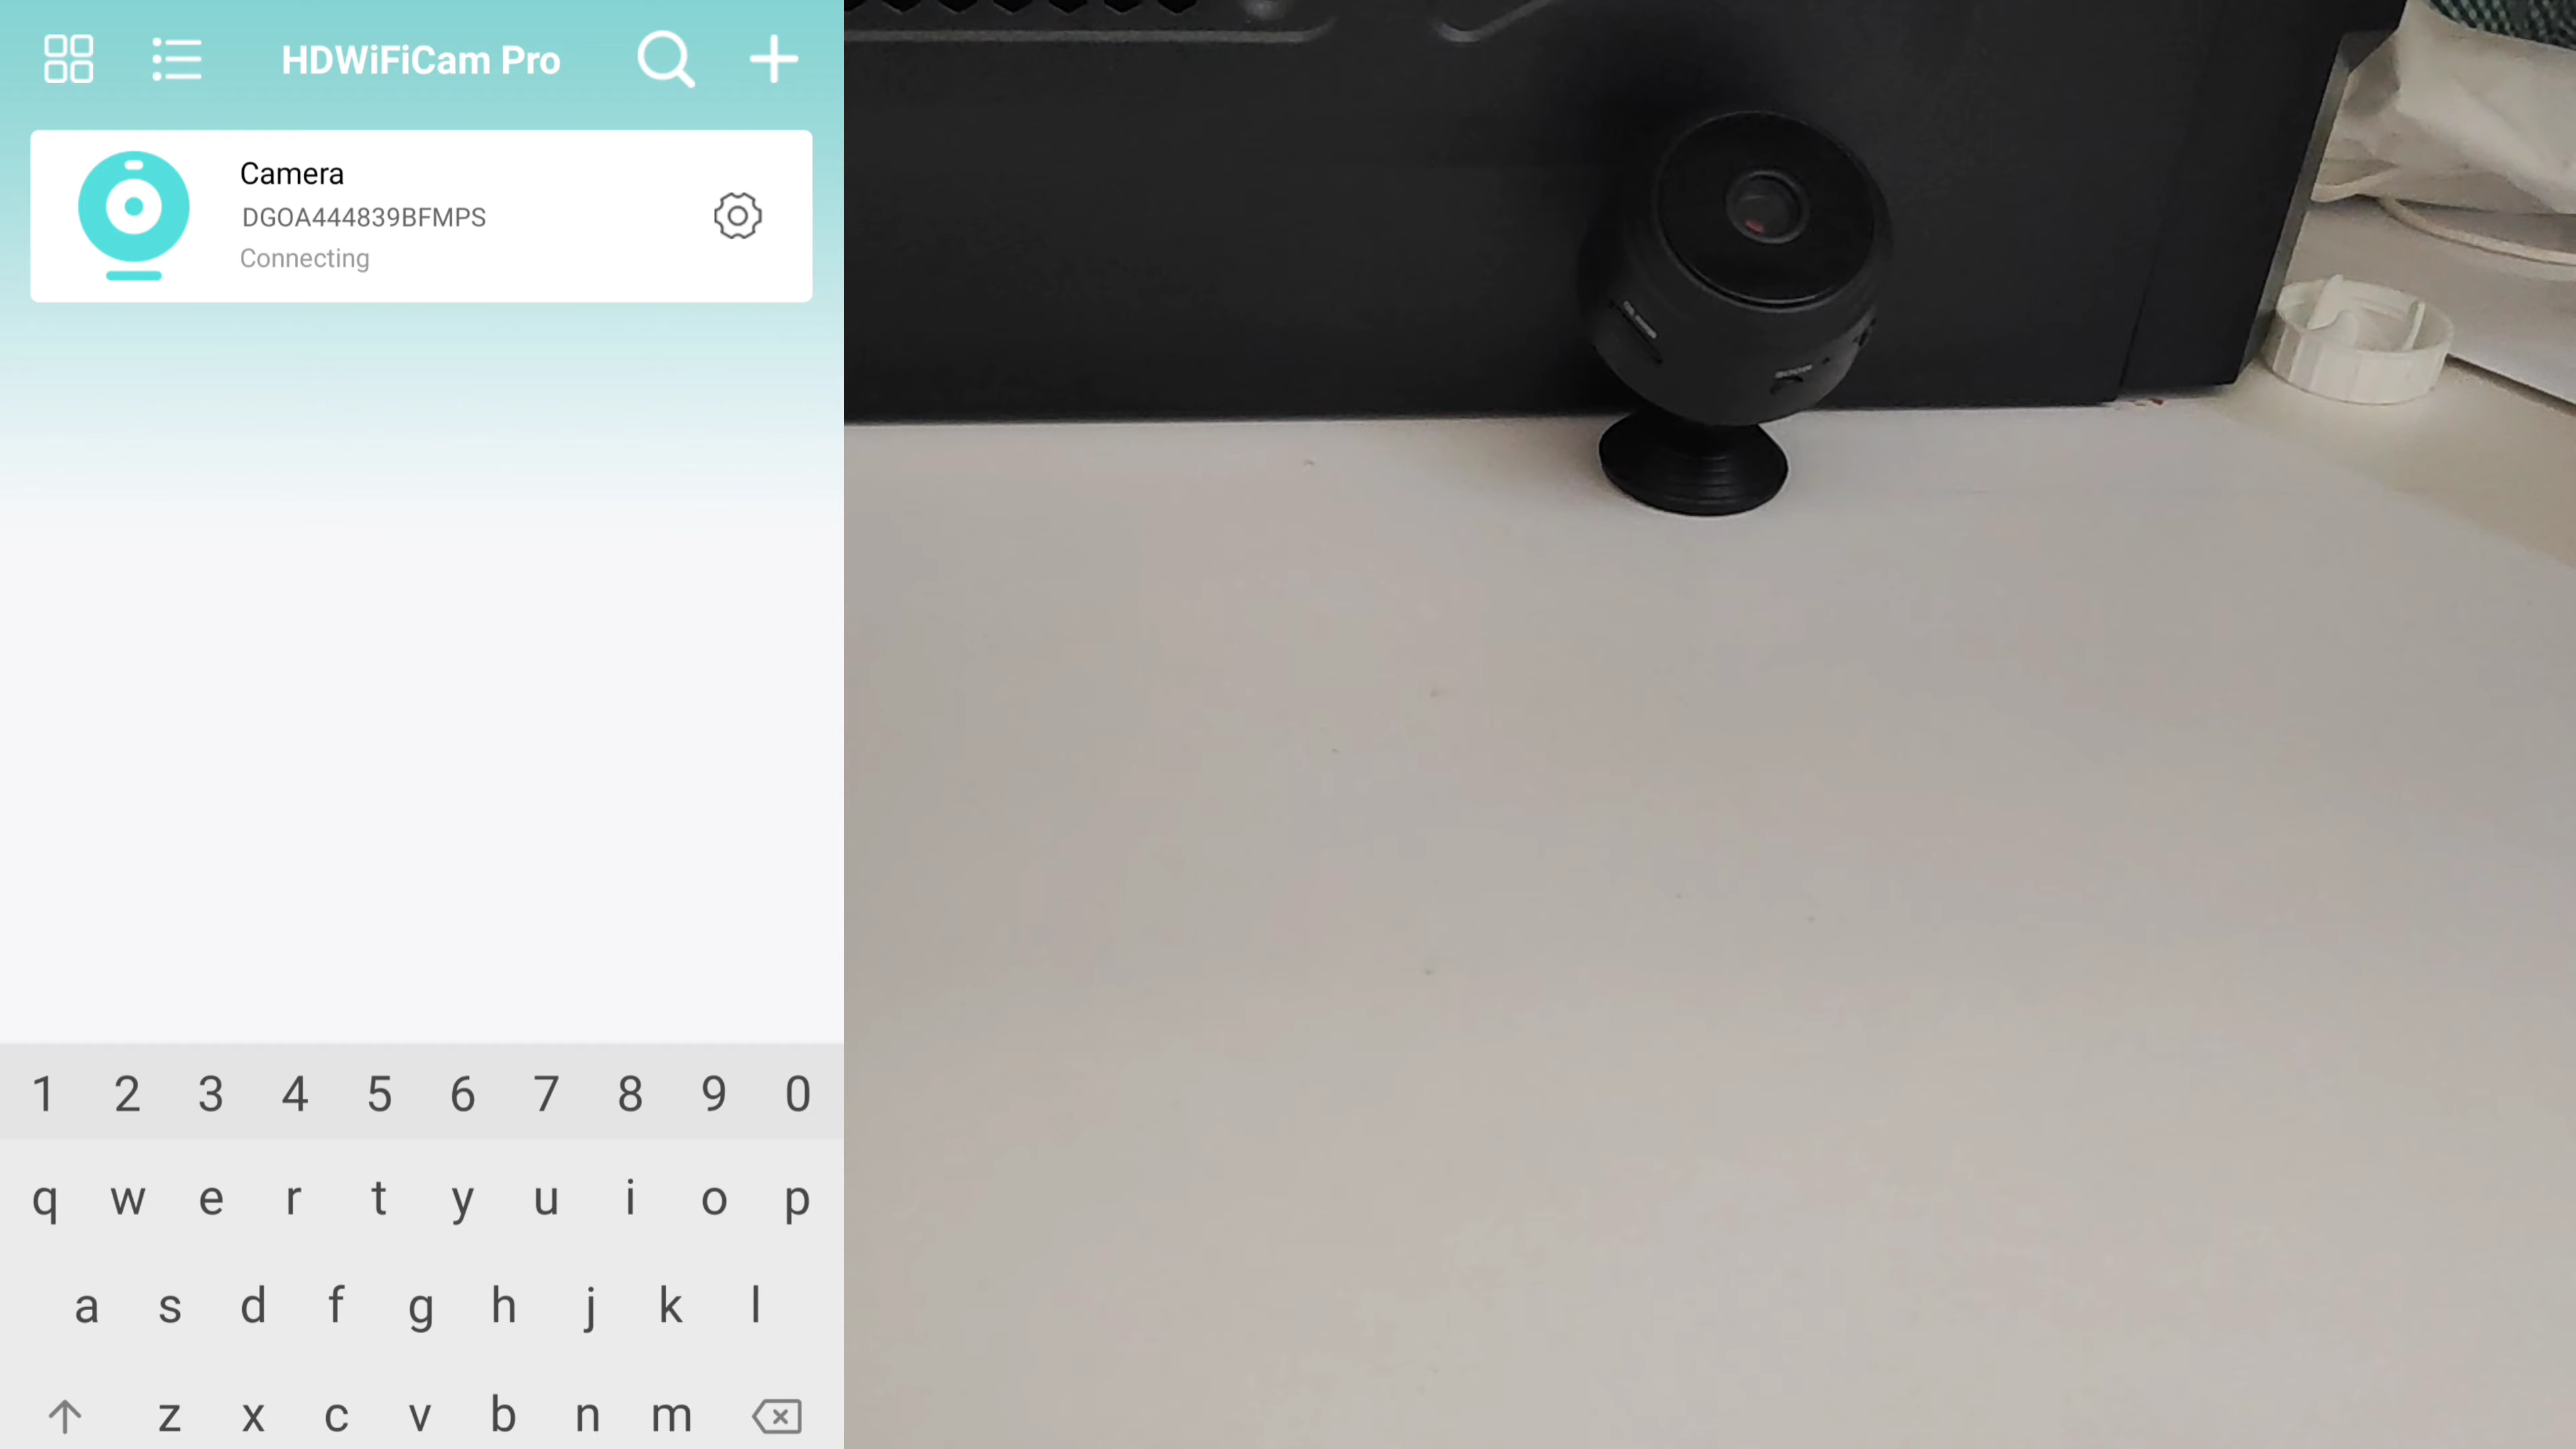 HDWiFiCam Pro
Camera
DGOA444839BFMPS
Connecting
1 2 3 4 5 6 7 8 9 0
q w e r t y u i o p
a s d f g h j k l
z x c v b n m